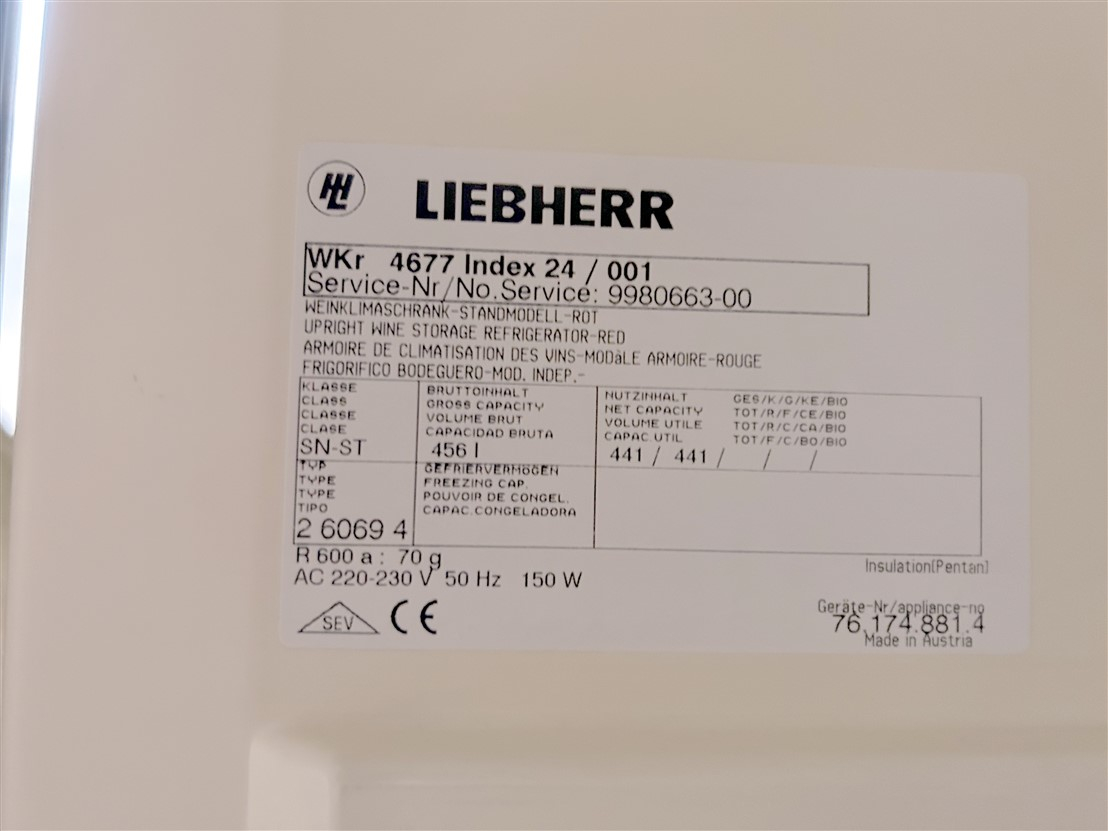 HL LIEBHERR
WKr 4677 Index 24 / 001
Service-Nr/No.Service: 9980663-00
WEINKLIMASCHRANK-STANDMODELL-ROT
UPRIGHT WINE STORAGE REFRIGERATOR-RED
ARMOIRE DE CLIMATISATION DES VINS-MODàLE ARMOIRE-ROUGE
FRIGORIFICO BODEGUERO-MOD. INDEP.-
KLASSE
CLASS
CLASSE
CLASE
SN-ST
BRUTTOINHALT
GROSS CAPACITY
VOLUME BRUT
CAPACIDAD BRUTA
456 l
NUTZINHALT GES/K/G/KE/BIO
NET CAPACITY TOT/R/F/CE/BIO
VOLUME UTILE TOT/R/C/CA/BIO
CAPAC.UTIL TOT/F/C/BO/BIO
441 / 441 / / /
TYP
TYPE
TYPE
TIPO
2 6069 4
GEFRIERVERMöGEN
FREEZING CAP.
POUVOIR DE CONGEL.
CAPAC.CONGELADORA
R 600 a : 70 g
Insulation(Pentan)
AC 220-230 V 50 Hz 150 W
SEV CE
Geräte-Nr/appliance-no
76.174.881.4
Made in Austria